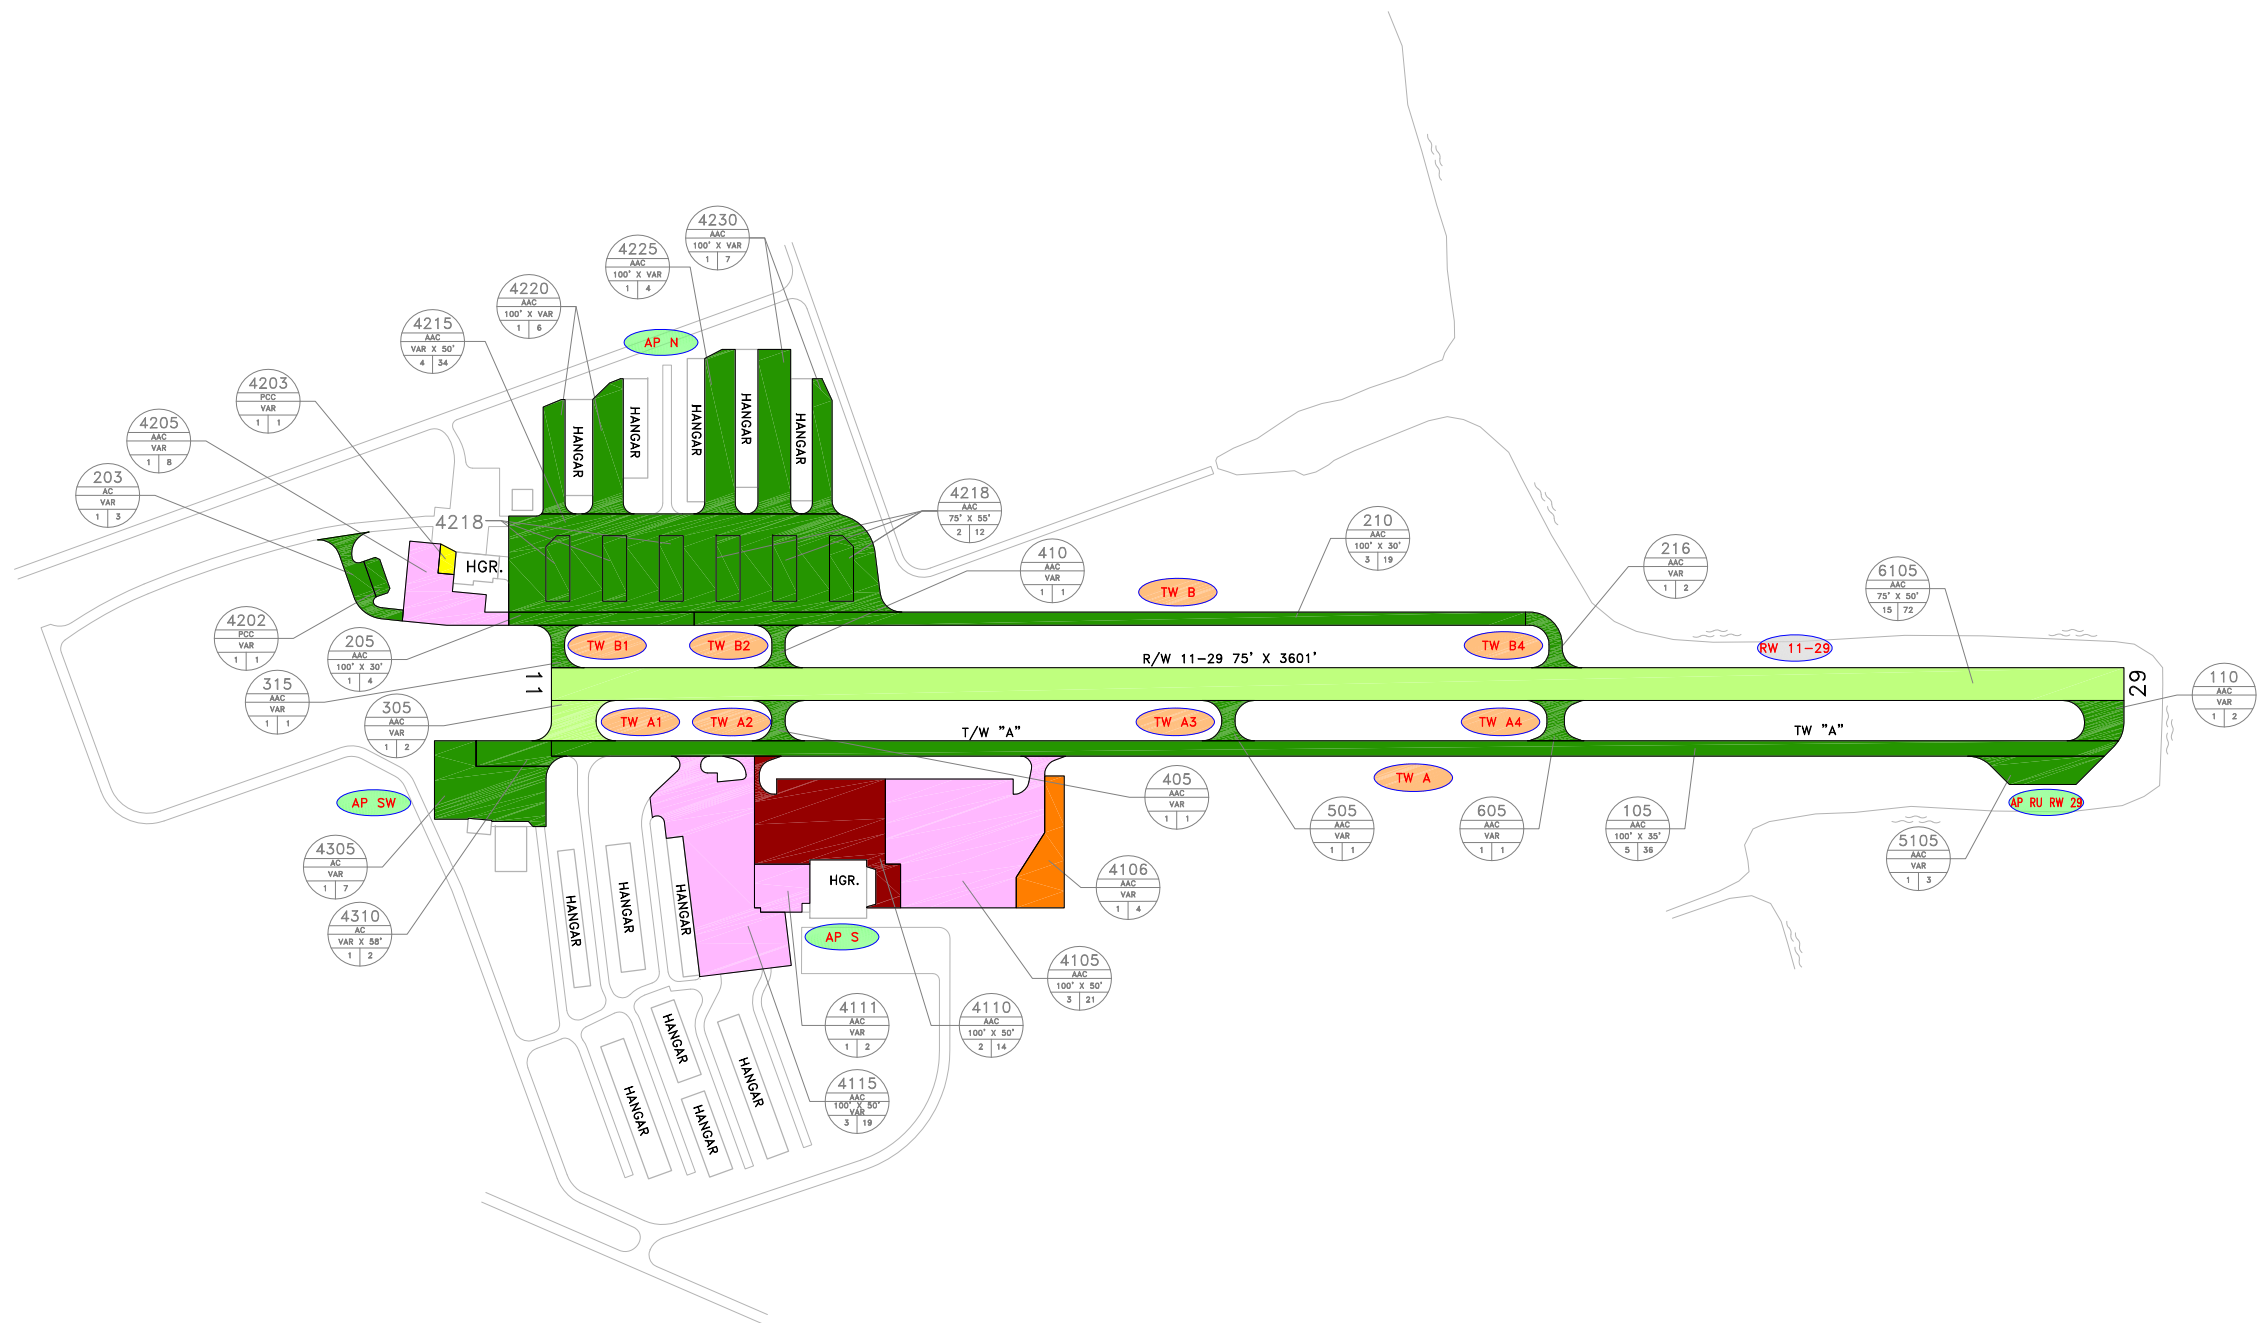 4230
AAC
100' X VAR
1 7
4225
AAC
100' X VAR
1 4
4220
AAC
100' X VAR
1 6
4215
AAC
VAR X 50'
4 34
AP N
4203
PCC
VAR
1 1
4205
AAC
VAR
1 8
203
AC
VAR
1 3
HANGAR
HANGAR
HANGAR
HANGAR
HANGAR
4218
AAC
75' X 55'
2 12
4218
HGR.
210
AAC
100' X 30'
3 19
410
AAC
VAR
1 1
216
AAC
VAR
1 2
6105
AAC
75' X 50'
15 72
TW B
4202
PCC
VAR
1 1
205
AAC
100' X 30'
1 4
TW B1
TW B2
TW B4
RW 11-29
R/W 11-29 75' X 3601'
315
AAC
VAR
1 1
11
29
110
AAC
VAR
1 2
305
AAC
VAR
1 2
TW A1
TW A2
TW A3
TW A4
T/W "A"
TW "A"
TW A
AP SW
AP RU RW 29
405
AAC
VAR
1 1
505
AAC
VAR
1 1
605
AAC
VAR
1 1
105
AAC
100' X 35'
5 36
5105
AAC
VAR
1 3
4305
AC
VAR
1 7
4310
AC
VAR X 58'
1 2
HGR.
4106
AAC
VAR
1 4
HANGAR
HANGAR
HANGAR
AP S
4105
AAC
100' X 50'
3 21
4111
AAC
VAR
1 2
4110
AAC
100' X 50'
2 14
4115
AAC
100' X 50'
VAR
3 19
HANGAR
HANGAR
HANGAR
HANGAR